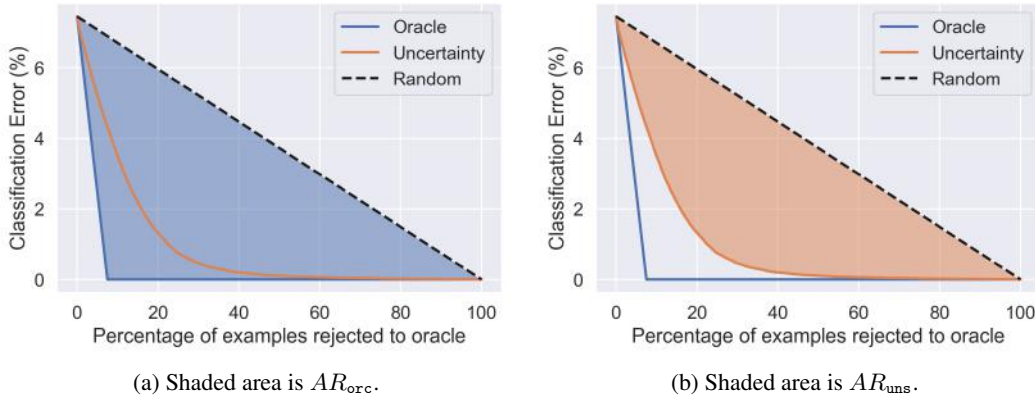 Classification Error (%)
6
4
2
0
Oracle
Uncertainty
Random
0 20 40 60 80 100
Percentage of examples rejected to oracle
(a) Shaded area is AR_orc.
Classification Error (%)
6
4
2
0
Oracle
Uncertainty
Random
0 20 40 60 80 100
Percentage of examples rejected to oracle
(b) Shaded area is AR_uns.